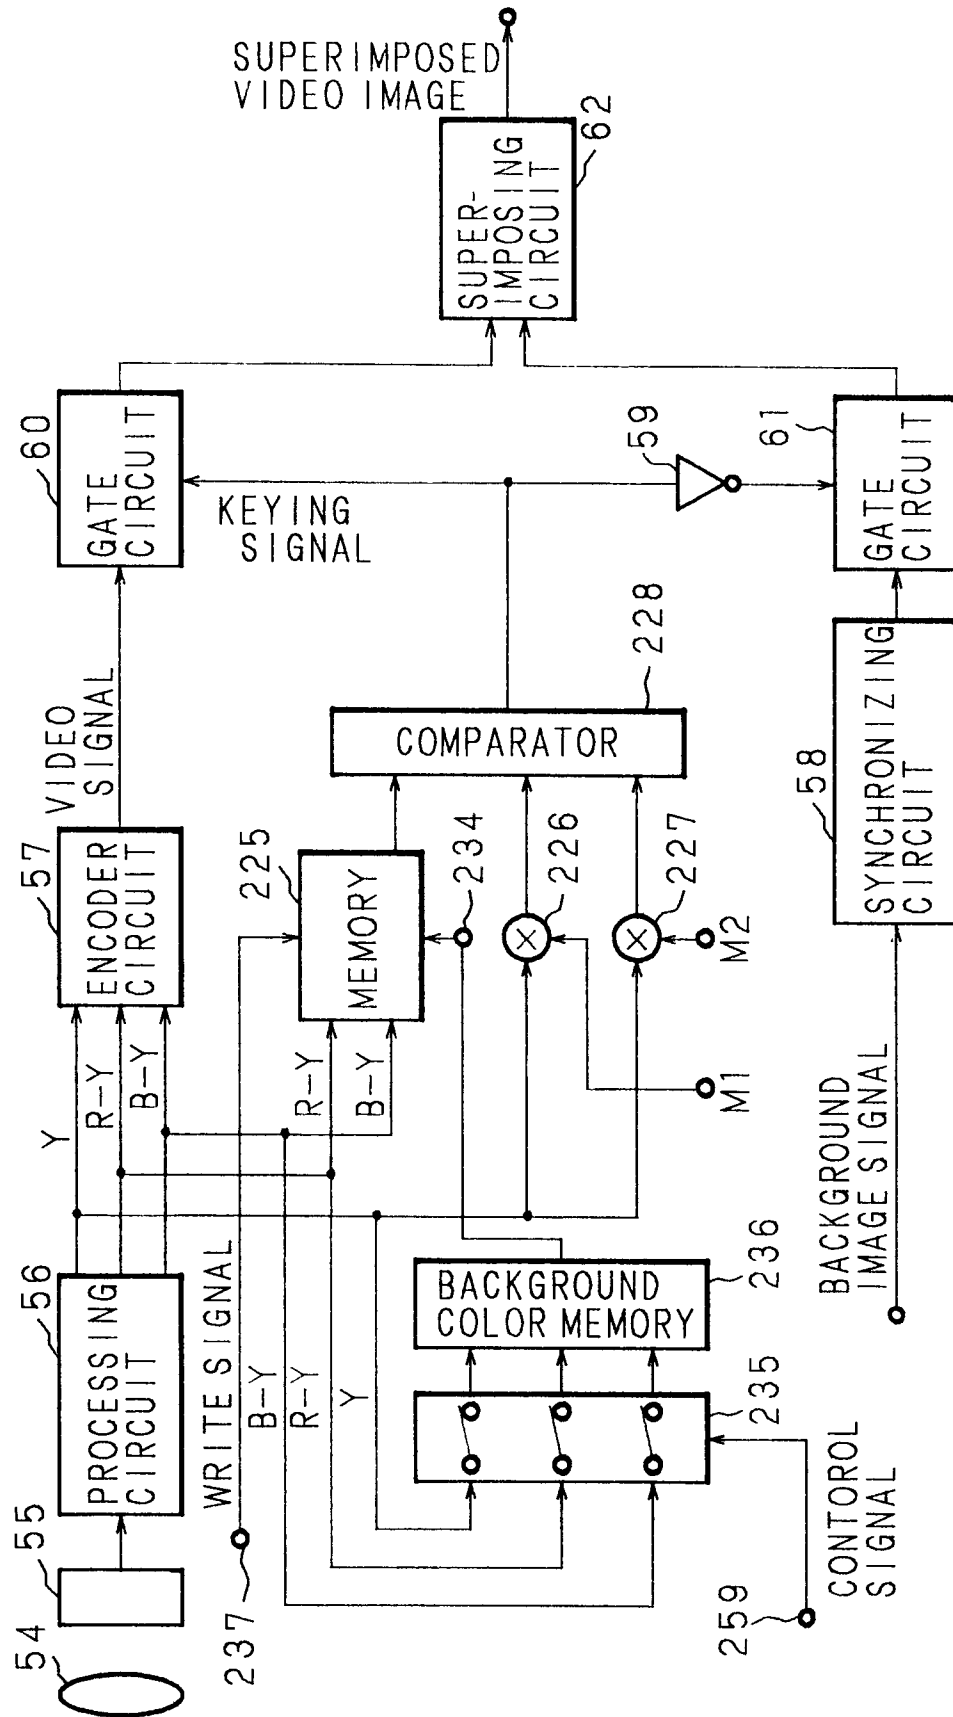 54
55
56
PROCESSING
CIRCUIT
Y
R-Y
B-Y
57
ENCODER
CIRCUIT
VIDEO
SIGNAL
60
GATE
CIRCUIT
KEYING
SIGNAL
SUPERIMPOSED
VIDEO IMAGE
SUPER-
IMPOSING
CIRCUIT
62
237
WRITE SIGNAL
B-Y
R-Y
Y
R-Y
B-Y
225
MEMORY
234
COMPARATOR
228
226
227
M1
M2
59
BACKGROUND
COLOR MEMORY
236
235
259
CONTOROL
SIGNAL
BACKGROUND
IMAGE SIGNAL
58
SYNCHRONIZING
CIRCUIT
61
GATE
CIRCUIT